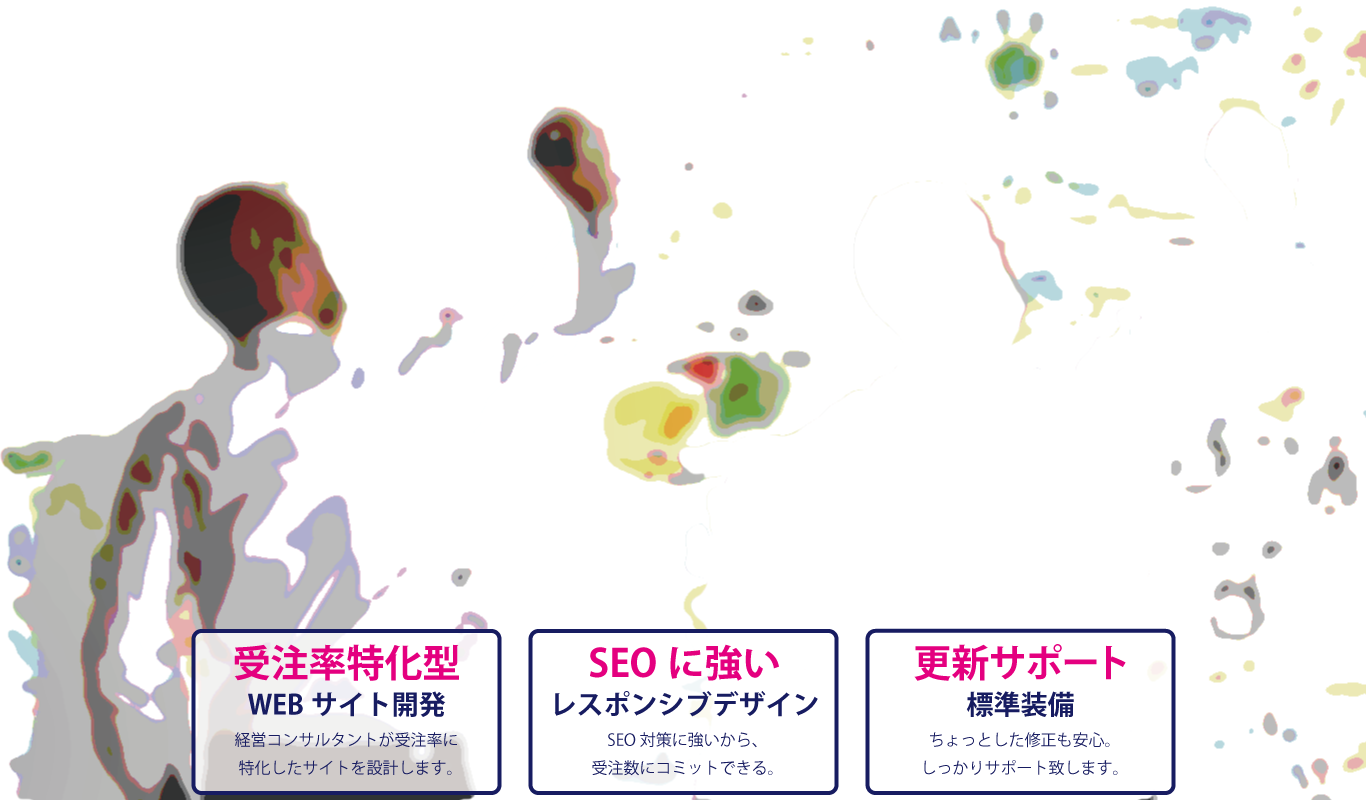 受注率特化型
WEB サイト開発
経営コンサルタントが受注率に
特化したサイトを設計します。
SEO に強い
レスポンシブデザイン
SEO 対策に強いから、
受注数にコミットできる。
更新サポート
標準装備
ちょっとした修正も安心。
しっかりサポート致します。